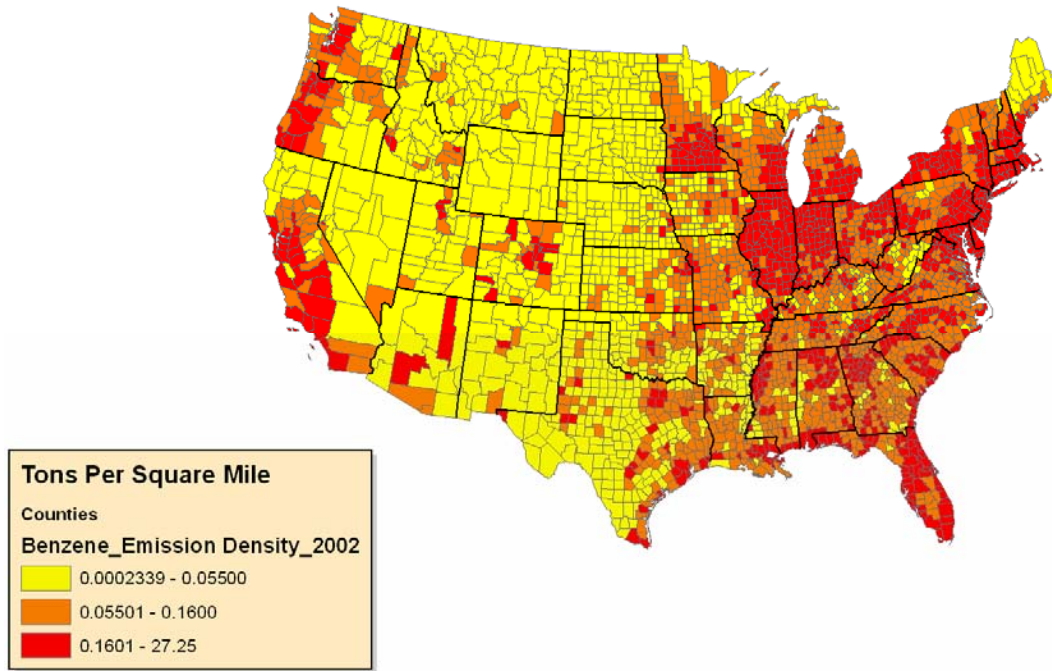 Tons Per Square Mile
Counties
Benzene_Emission Density_2002
0.0002339 - 0.05500
0.05501 - 0.1600
0.1601 - 27.25